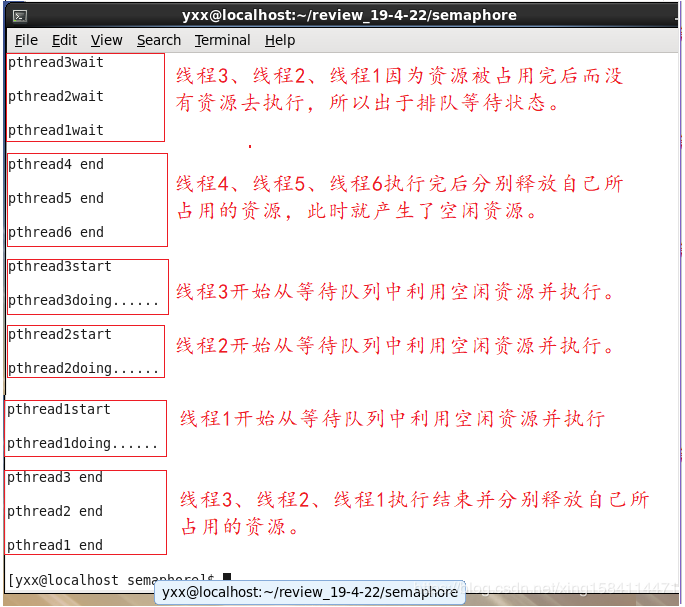 yxx@localhost:~/review_19-4-22/semaphore
File Edit View Search Terminal Help
pthread3wait
pthread2wait
pthread1wait
线程3、线程2、线程1因为资源被占用完后而没
有资源去执行，所以出于排队等待状态。
pthread4 end
pthread5 end
pthread6 end
线程4、线程5、线程6执行完后分别释放自己所
占用的资源，此时就产生了空闲资源。
pthread3start
pthread3doing......
线程3开始从等待队列中利用空闲资源并执行。
pthread2start
pthread2doing......
线程2开始从等待队列中利用空闲资源并执行。
pthread1start
pthread1doing......
线程1开始从等待队列中利用空闲资源并执行
pthread3 end
pthread2 end
pthread1 end
线程3、线程2、线程1执行结束并分别释放自己所
占用的资源。
[yxx@localhost semaphore]$
yxx@localhost:~/review_19-4-22/semaphore